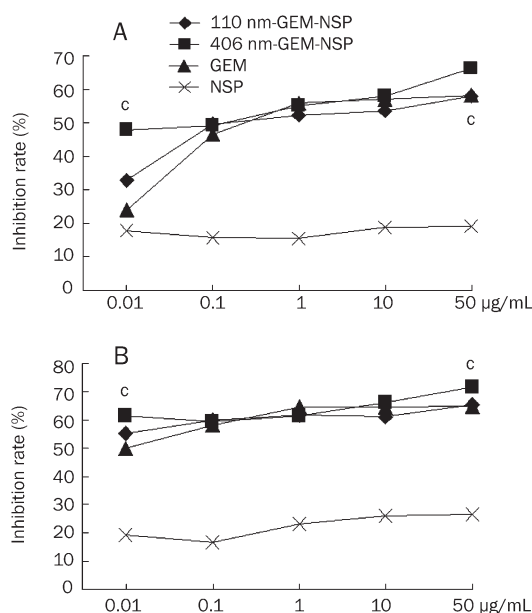 A
110 nm-GEM-NSP
406 nm-GEM-NSP
GEM
NSP
Inhibition rate (%)
70
60
50
40
30
20
10
0
c
c
0.01 0.1 1 10 50 μg/mL
B
Inhibition rate (%)
80
70
60
50
40
30
20
10
0
c
c
0.01 0.1 1 10 50 μg/mL